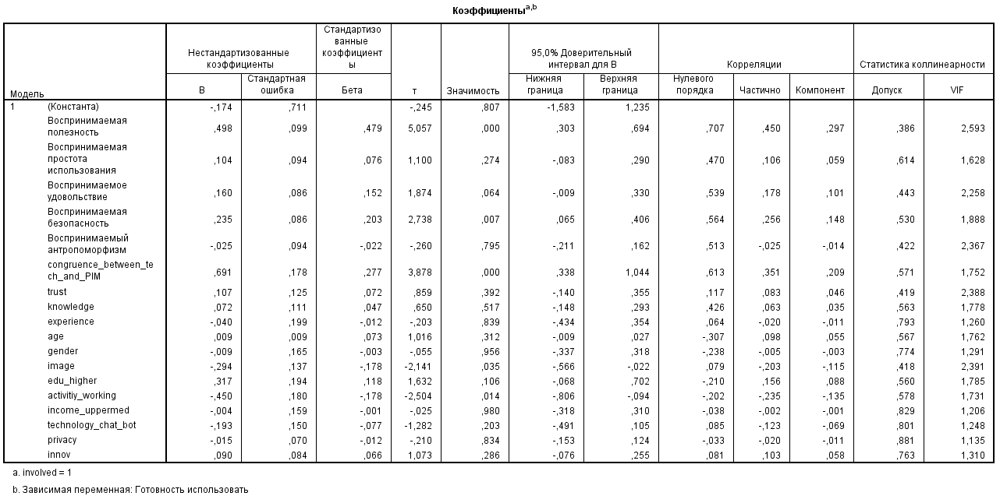 Коэффициентыa,b
Модель Нестандартизованные коэффициенты Стандартизованные коэффициенты т Значимость 95,0% Доверительный интервал для B Корреляции Статистика коллинеарности
B Стандартная ошибка Бета Нижняя граница Верхняя граница Нулевого порядка Частично Компонент Допуск VIF
1 (Константа) -,174 ,711 -,245 ,807 -1,583 1,235
Воспринимаемая полезность ,498 ,099 ,479 5,057 ,000 ,303 ,694 ,707 ,450 ,297 ,386 2,593
Воспринимаемая простота использования ,104 ,094 ,076 1,100 ,274 -,083 ,290 ,470 ,106 ,059 ,614 1,628
Воспринимаемое удовольствие ,160 ,086 ,152 1,874 ,064 -,009 ,330 ,539 ,178 ,101 ,443 2,258
Воспринимаемая безопасность ,235 ,086 ,203 2,738 ,007 ,065 ,406 ,564 ,256 ,148 ,530 1,888
Воспринимаемый антропоморфизм -,025 ,094 -,022 -,260 ,795 -,211 ,162 ,513 -,025 -,014 ,422 2,367
congruence_between_tech_and_PIM ,691 ,178 ,277 3,878 ,000 ,338 1,044 ,613 ,351 ,209 ,571 1,752
trust ,107 ,125 ,072 ,859 ,392 -,140 ,355 ,117 ,083 ,046 ,419 2,388
knowledge ,072 ,111 ,047 ,650 ,517 -,148 ,293 ,426 ,063 ,035 ,563 1,778
experience -,040 ,199 -,012 -,203 ,839 -,434 ,354 ,064 -,020 -,011 ,793 1,260
age ,009 ,009 ,073 1,016 ,312 -,009 ,027 -,307 ,098 ,055 ,567 1,762
gender -,009 ,165 -,003 -,055 ,956 -,337 ,318 -,238 -,005 -,003 ,774 1,291
image -,294 ,137 -,178 -2,141 ,035 -,566 -,022 ,079 -,203 -,115 ,418 2,391
edu_higher ,317 ,194 ,118 1,632 ,106 -,068 ,702 -,210 ,156 ,088 ,560 1,785
activitiy_working -,450 ,180 -,178 -2,504 ,014 -,806 -,094 -,202 -,235 -,135 ,578 1,731
income_uppermed -,004 ,159 -,001 -,025 ,980 -,318 ,310 -,038 -,002 -,001 ,829 1,206
technology_chat_bot -,193 ,150 -,077 -1,282 ,203 -,491 ,105 ,085 -,123 -,069 ,801 1,248
privacy -,015 ,070 -,012 -,210 ,834 -,153 ,124 -,033 -,020 -,011 ,881 1,135
innov ,090 ,084 ,066 1,073 ,286 -,076 ,255 ,081 ,103 ,058 ,763 1,310
a. involved = 1
b. Зависимая переменная: Готовность использовать